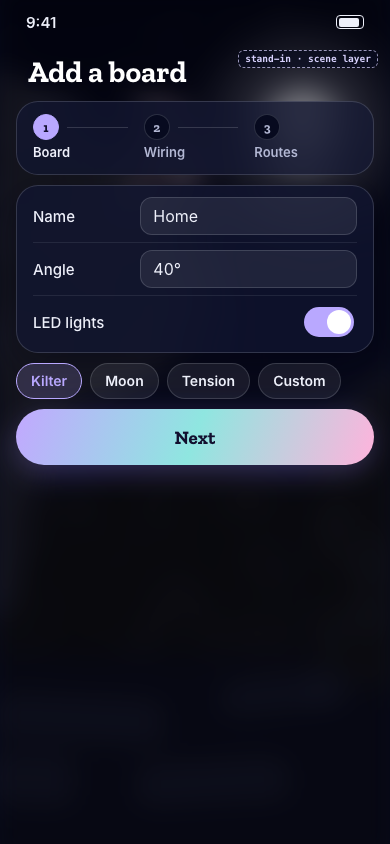 9:41
stand-in · scene layer
Add a board
1 2 3
Board Wiring Routes
Name Home
Angle 40°
LED lights
Kilter Moon Tension Custom
Next